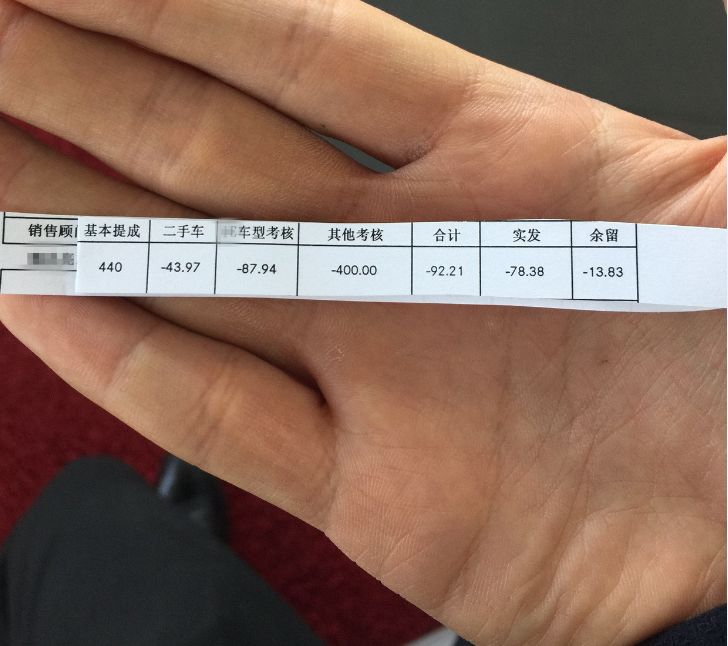 销售顾 基本提成 二手车 车型考核 其他考核 合计 实发 余留
440 -43.97 -87.94 -400.00 -92.21 -78.38 -13.83